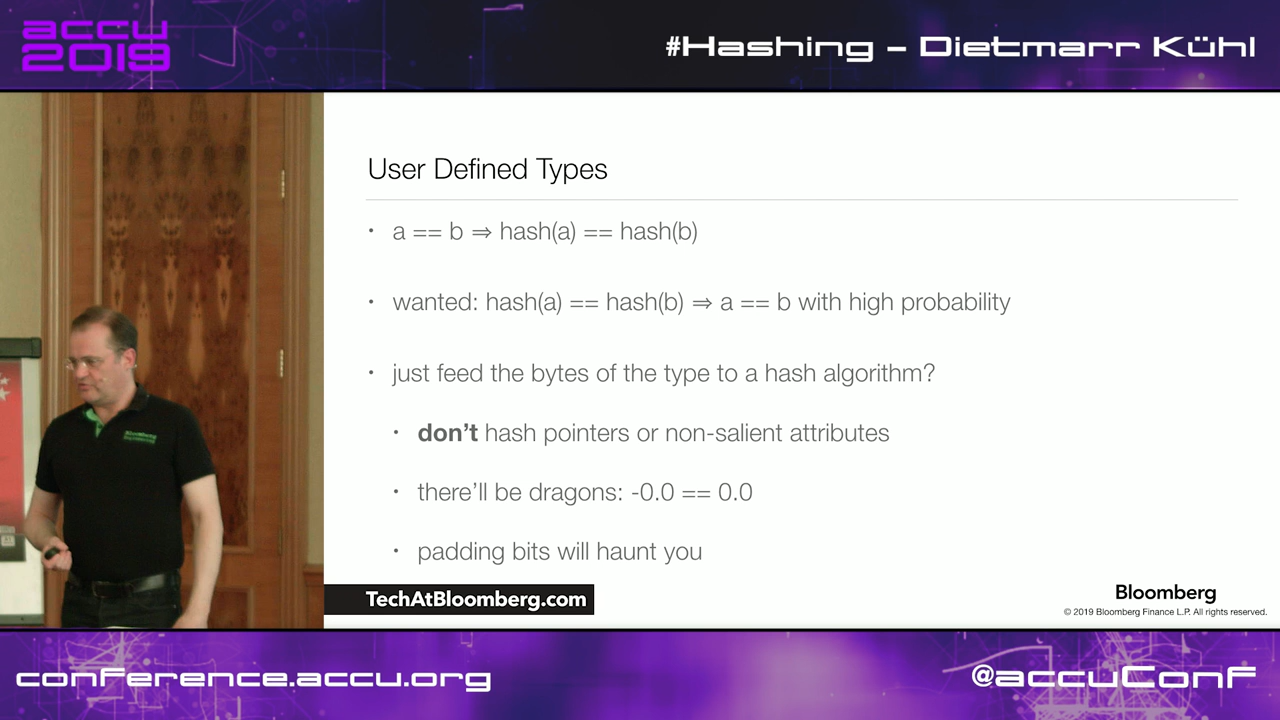 accu
2019
#Hashing – Dietmarr Kühl
User Defined Types
• a == b ⇒ hash(a) == hash(b)
• wanted: hash(a) == hash(b) ⇒ a == b with high probability
• just feed the bytes of the type to a hash algorithm?
• don't hash pointers or non-salient attributes
• there'll be dragons: -0.0 == 0.0
• padding bits will haunt you
TechAtBloomberg.com
Bloomberg
© 2019 Bloomberg Finance L.P. All rights reserved.
Bloomberg
conference.accu.org
@accuConf